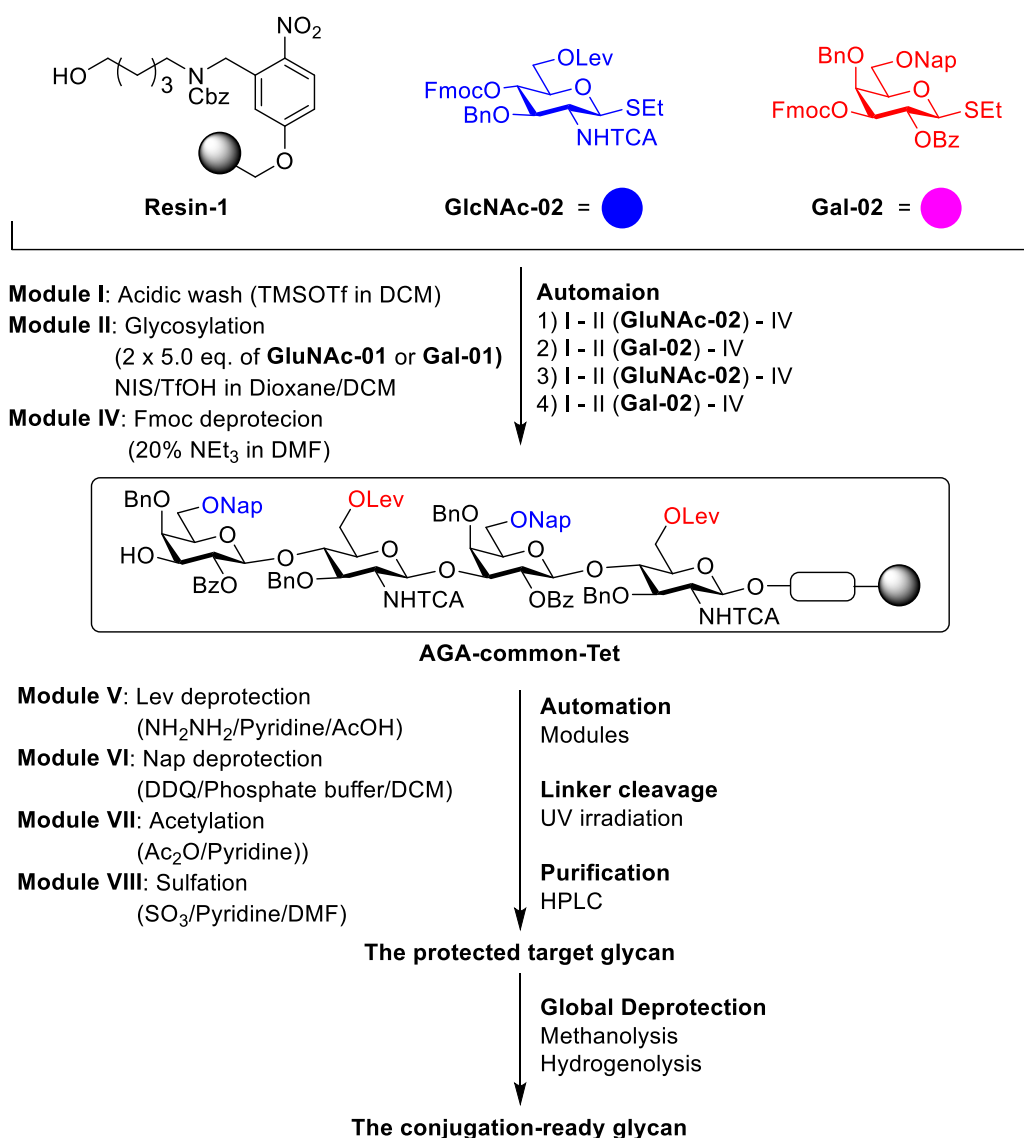 NO2
HO
3
N
Cbz
O
Resin-1
OLev
FmocO
O
BnO
SEt
NHTCA
GlcNAc-02 =
BnO
ONap
O
FmocO
SEt
OBz
Gal-02 =
Module I: Acidic wash (TMSOTf in DCM)
Module II: Glycosylation
(2 x 5.0 eq. of GluNAc-01 or Gal-01)
NIS/TfOH in Dioxane/DCM
Module IV: Fmoc deprotecion
(20% NEt3 in DMF)
Automaion
1) I - II (GluNAc-02) - IV
2) I - II (Gal-02) - IV
3) I - II (GluNAc-02) - IV
4) I - II (Gal-02) - IV
BnO
ONap
O
HO
BzO
O
OLev
O
BnO
NHTCA
O
BnO
ONap
O
OBz
O
OLev
O
BnO
NHTCA
O
AGA-common-Tet
Module V: Lev deprotection
(NH2NH2/Pyridine/AcOH)
Module VI: Nap deprotection
(DDQ/Phosphate buffer/DCM)
Module VII: Acetylation
(Ac2O/Pyridine))
Module VIII: Sulfation
(SO3/Pyridine/DMF)
Automation
Modules
Linker cleavage
UV irradiation
Purification
HPLC
The protected target glycan
Global Deprotection
Methanolysis
Hydrogenolysis
The conjugation-ready glycan